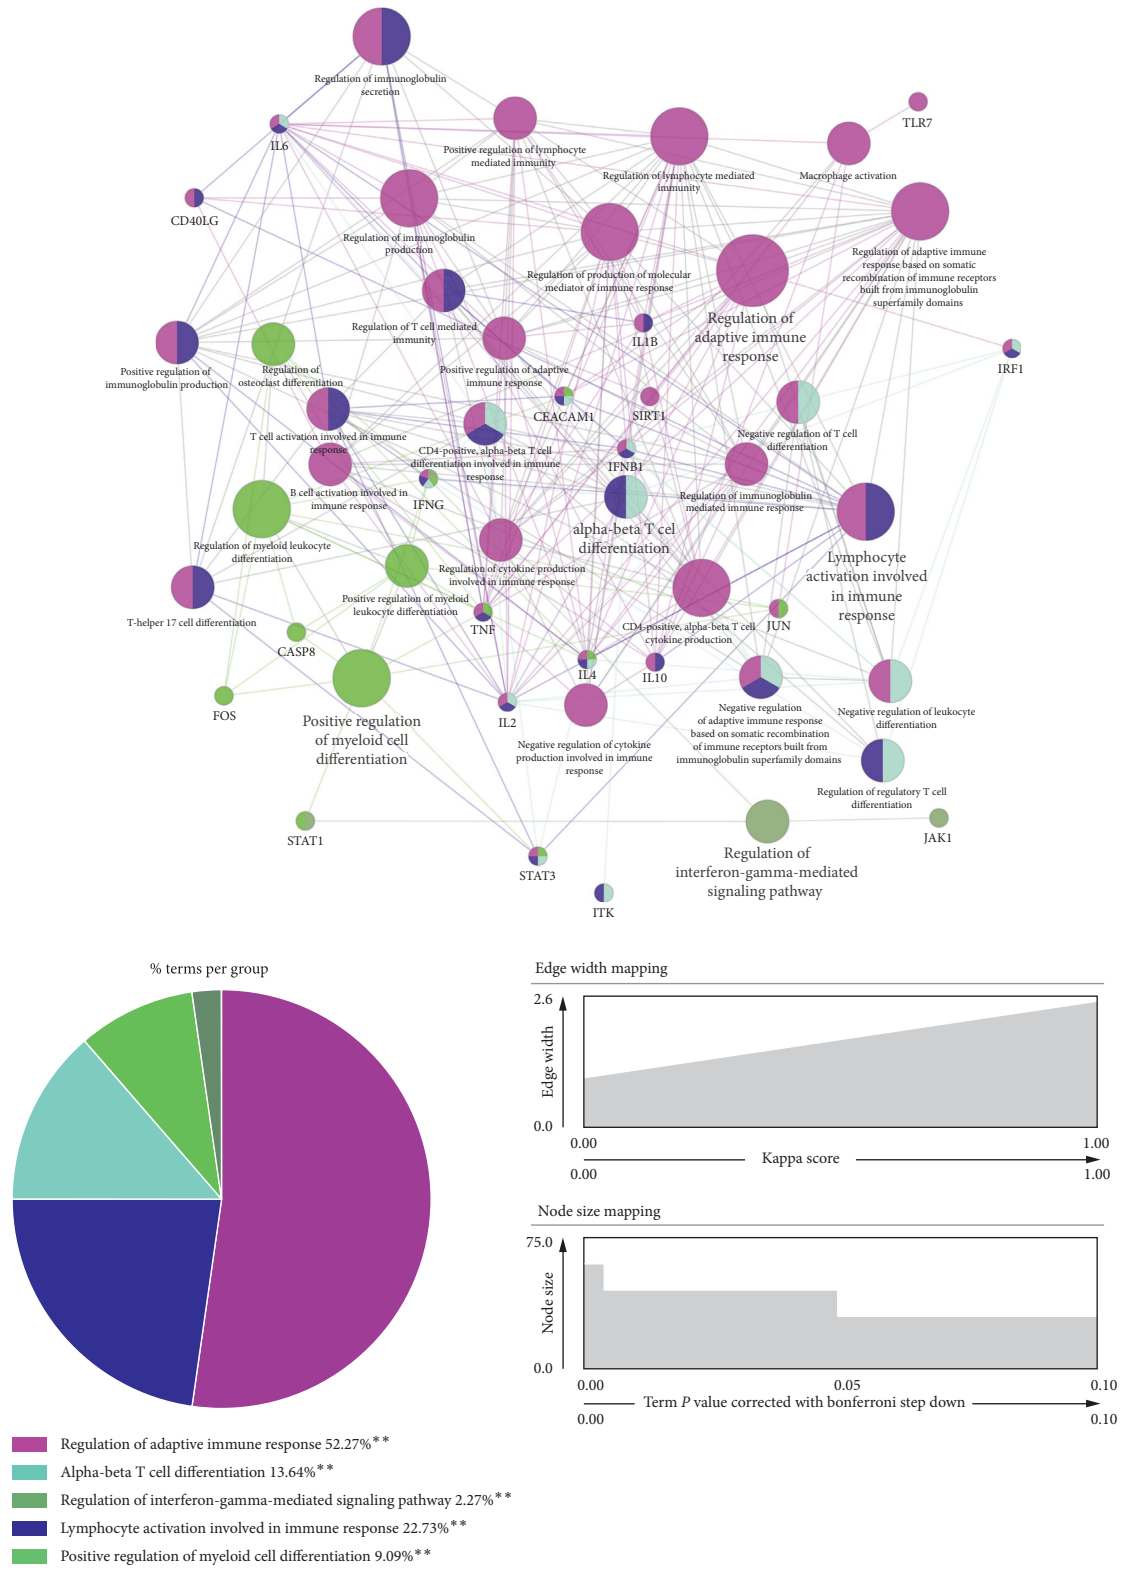 Regulation of immunoglobulin
secretion
TLR7
IL6
Positive regulation of lymphocyte
mediated immunity
Regulation of lymphocyte mediated
immunity
Macrophage activation
CD40LG
Regulation of immunoglobulin
production
Regulation of production of molecular
mediator of immune response
Regulation of adaptive immune
response based on somatic
recombination of immune receptors
built from immunoglobulin
superfamily domains
Regulation of
adaptive immune
response
Regulation of T cell mediated
immunity
IL1B
Positive regulation of
immunoglobulin production
Regulation of
osteoclast differentiation
Positive regulation of adaptive
immune response
IRF1
CEACAM1
SIRT1
T cell activation involved in immune
response
CD4-positive, alpha-beta T cell
differentiation involved in immune
response
Negative regulation of T cell
differentiation
IFNB1
B cell activation involved in
immune response
IFNG
Regulation of immunoglobulin
mediated immune response
alpha-beta T cell
differentiation
Regulation of myeloid leukocyte
differentiation
Lymphocyte
activation involved
in immune
response
Regulation of cytokine production
involved in immune response
Positive regulation of myeloid
leukocyte differentiation
T-helper 17 cell differentiation
TNF
CD4-positive, alpha-beta T cell
cytokine production
JUN
CASP8
IL4
IL10
FOS
Positive regulation
of myeloid cell
differentiation
IL2
Negative regulation
of adaptive immune response
based on somatic recombination
of immune receptors built from
immunoglobulin superfamily domains
Negative regulation of leukocyte
differentiation
Negative regulation of cytokine
production involved in immune
response
Regulation of regulatory T cell
differentiation
STAT1
JAK1
Regulation of
interferon-gamma-mediated
signaling pathway
STAT3
ITK
% terms per group
Regulation of adaptive immune response 52.27%**
Alpha-beta T cell differentiation 13.64%**
Regulation of interferon-gamma-mediated signaling pathway 2.27%**
Lymphocyte activation involved in immune response 22.73%**
Positive regulation of myeloid cell differentiation 9.09%**
Edge width mapping
2.6
Edge width
0.0
0.00 1.00
Kappa score
0.00 1.00
Node size mapping
75.0
Node size
0.0
0.00 0.05 0.10
Term P value corrected with bonferroni step down
0.00 0.10